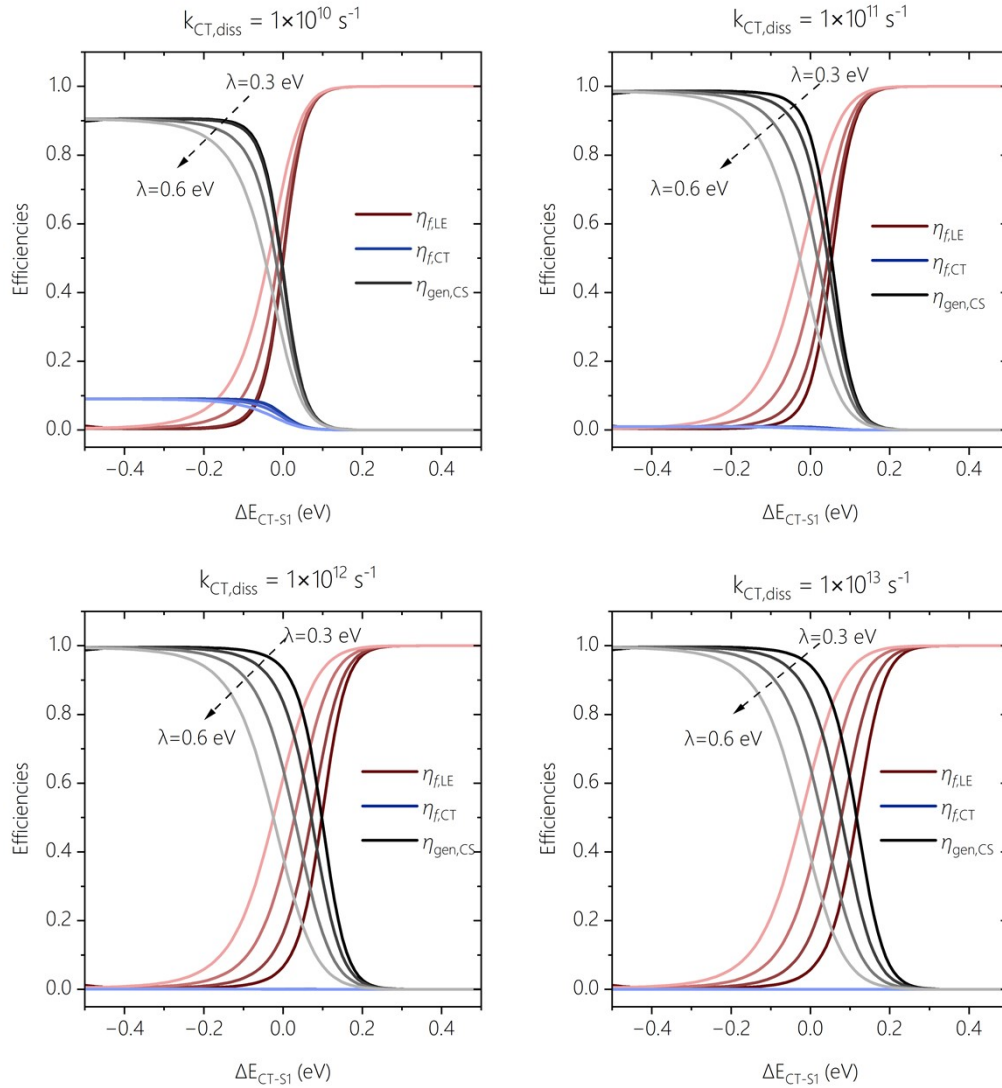 k_CT,diss = 1×10^10 s^-1
λ=0.3 eV
λ=0.6 eV
η_f,LE
η_f,CT
η_gen,CS
Efficiencies
1.0
0.8
0.6
0.4
0.2
0.0
−0.4 −0.2 0.0 0.2 0.4
ΔE_CT-S1 (eV)
k_CT,diss = 1×10^11 s^-1
λ=0.3 eV
λ=0.6 eV
η_f,LE
η_f,CT
η_gen,CS
Efficiencies
1.0
0.8
0.6
0.4
0.2
0.0
−0.4 −0.2 0.0 0.2 0.4
ΔE_CT-S1 (eV)
k_CT,diss = 1×10^12 s^-1
λ=0.3 eV
λ=0.6 eV
η_f,LE
η_f,CT
η_gen,CS
Efficiencies
1.0
0.8
0.6
0.4
0.2
0.0
−0.4 −0.2 0.0 0.2 0.4
ΔE_CT-S1 (eV)
k_CT,diss = 1×10^13 s^-1
λ=0.3 eV
λ=0.6 eV
η_f,LE
η_f,CT
η_gen,CS
Efficiencies
1.0
0.8
0.6
0.4
0.2
0.0
−0.4 −0.2 0.0 0.2 0.4
ΔE_CT-S1 (eV)